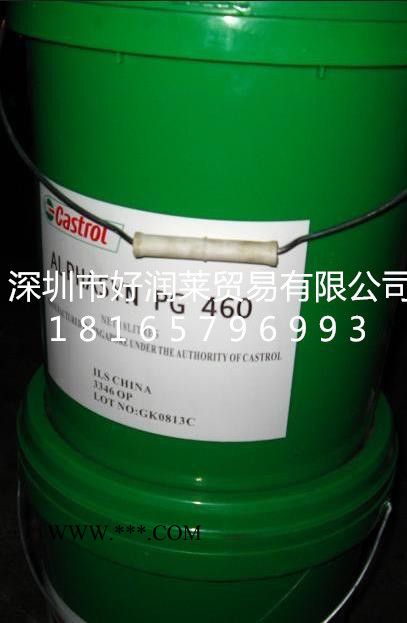 Castrol
PG 460
深圳市好润莱贸易有限公司
18165796993
UNDER THE AUTHORITY OF CASTROL
ILS CHINA
3346 OP
LOT NO:GK0813C
WWW.***.COM